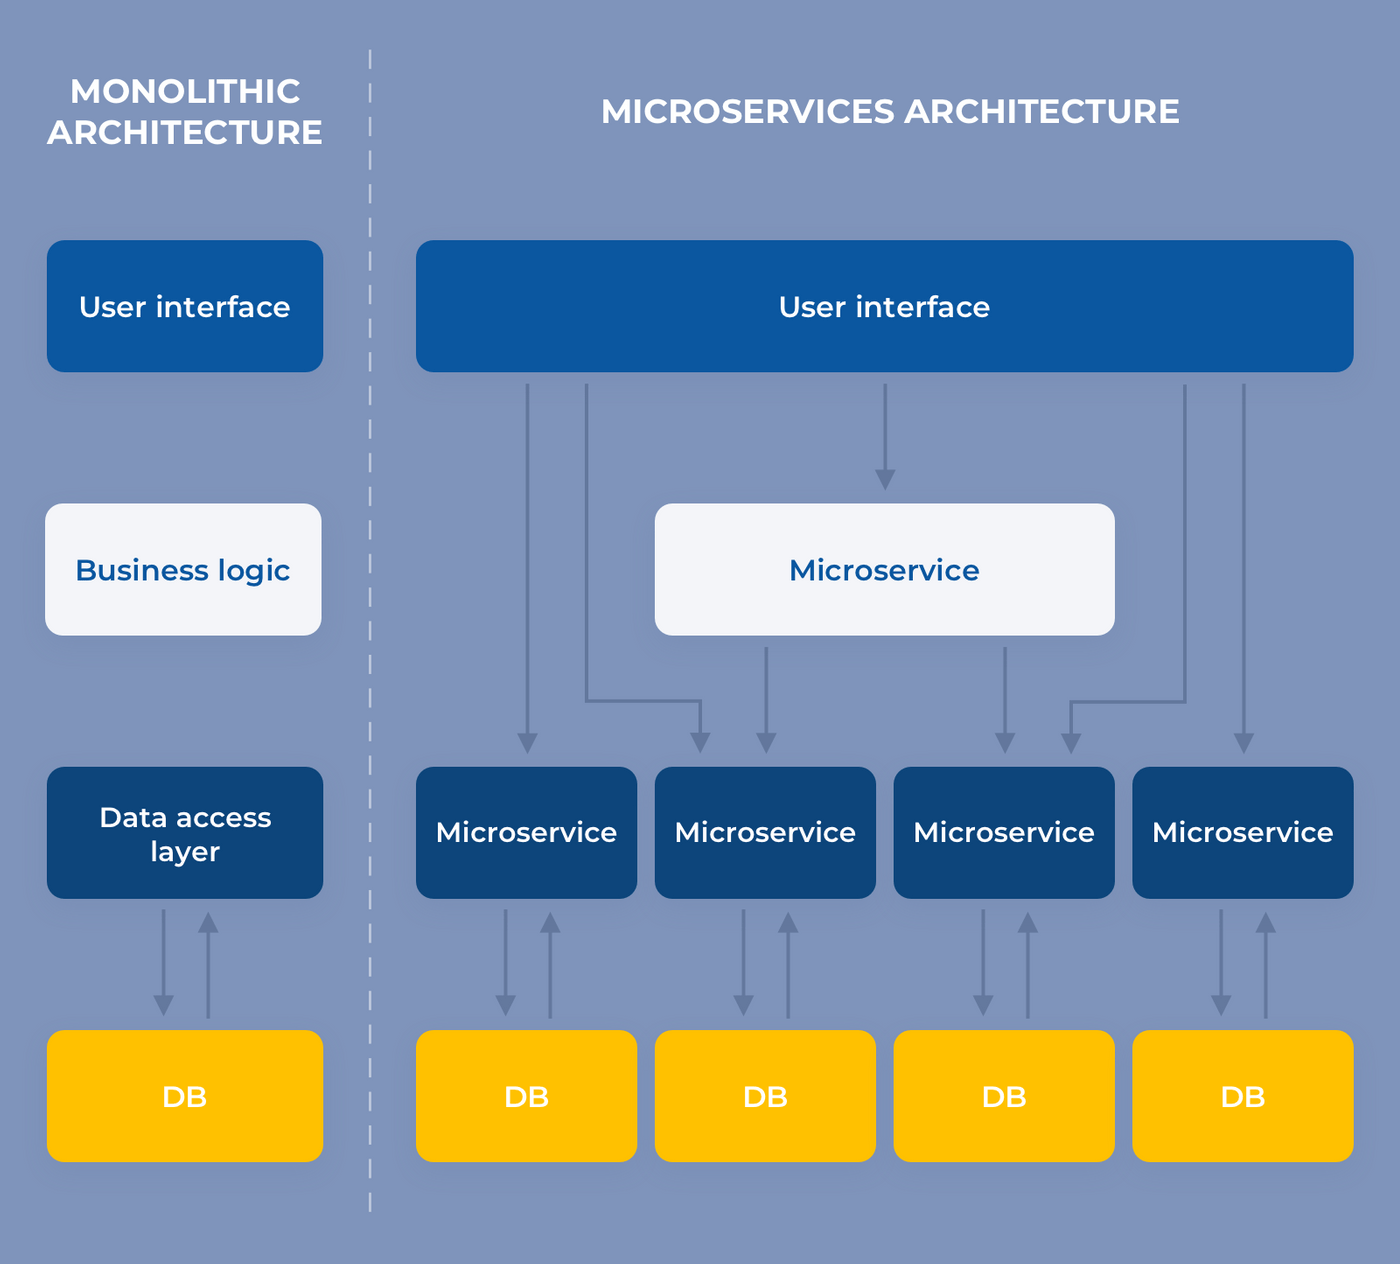 MONOLITHIC
ARCHITECTURE
MICROSERVICES ARCHITECTURE
User interface
User interface
Business logic
Microservice
Data access
layer
Microservice
Microservice
Microservice
Microservice
DB
DB
DB
DB
DB